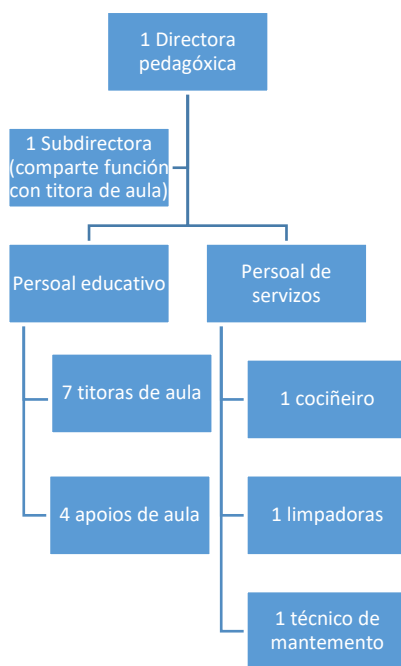 1 Directora
pedagóxica
1 Subdirectora
(comparte función
con titora de aula)
Persoal educativo
Persoal de
servizos
7 titoras de aula
1 cociñeiro
4 apoios de aula
1 limpadoras
1 técnico de
mantemento